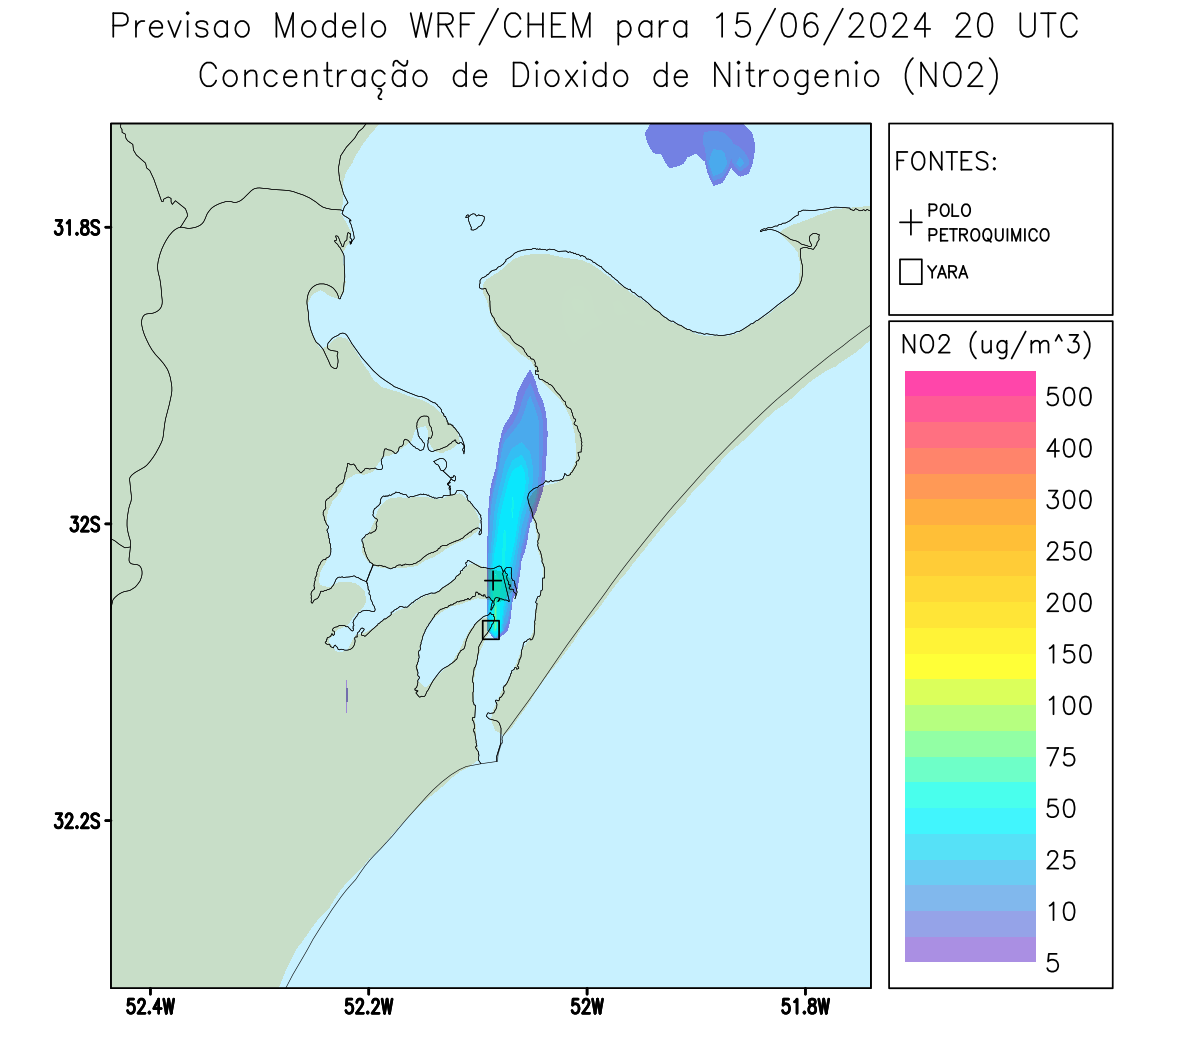 Previsao Modelo WRF/CHEM para 15/06/2024 20 UTC
Concentração de Dioxido de Nitrogenio (NO2)
FONTES:
POLO
PETROQUIMICO
YARA
31.8S
32S
32.2S
52.4W
52.2W
52W
51.8W
NO2 (ug/m^3)
500
400
300
250
200
150
100
75
50
25
10
5